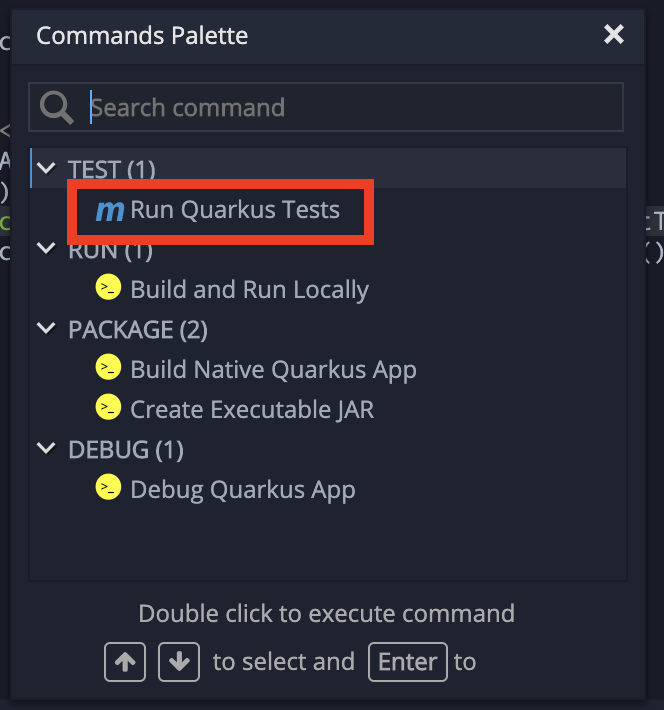 Commands Palette
Search command
TEST (1)
m Run Quarkus Tests
RUN (1)
>_ Build and Run Locally
PACKAGE (2)
>_ Build Native Quarkus App
>_ Create Executable JAR
DEBUG (1)
>_ Debug Quarkus App
Double click to execute command
to select and Enter to